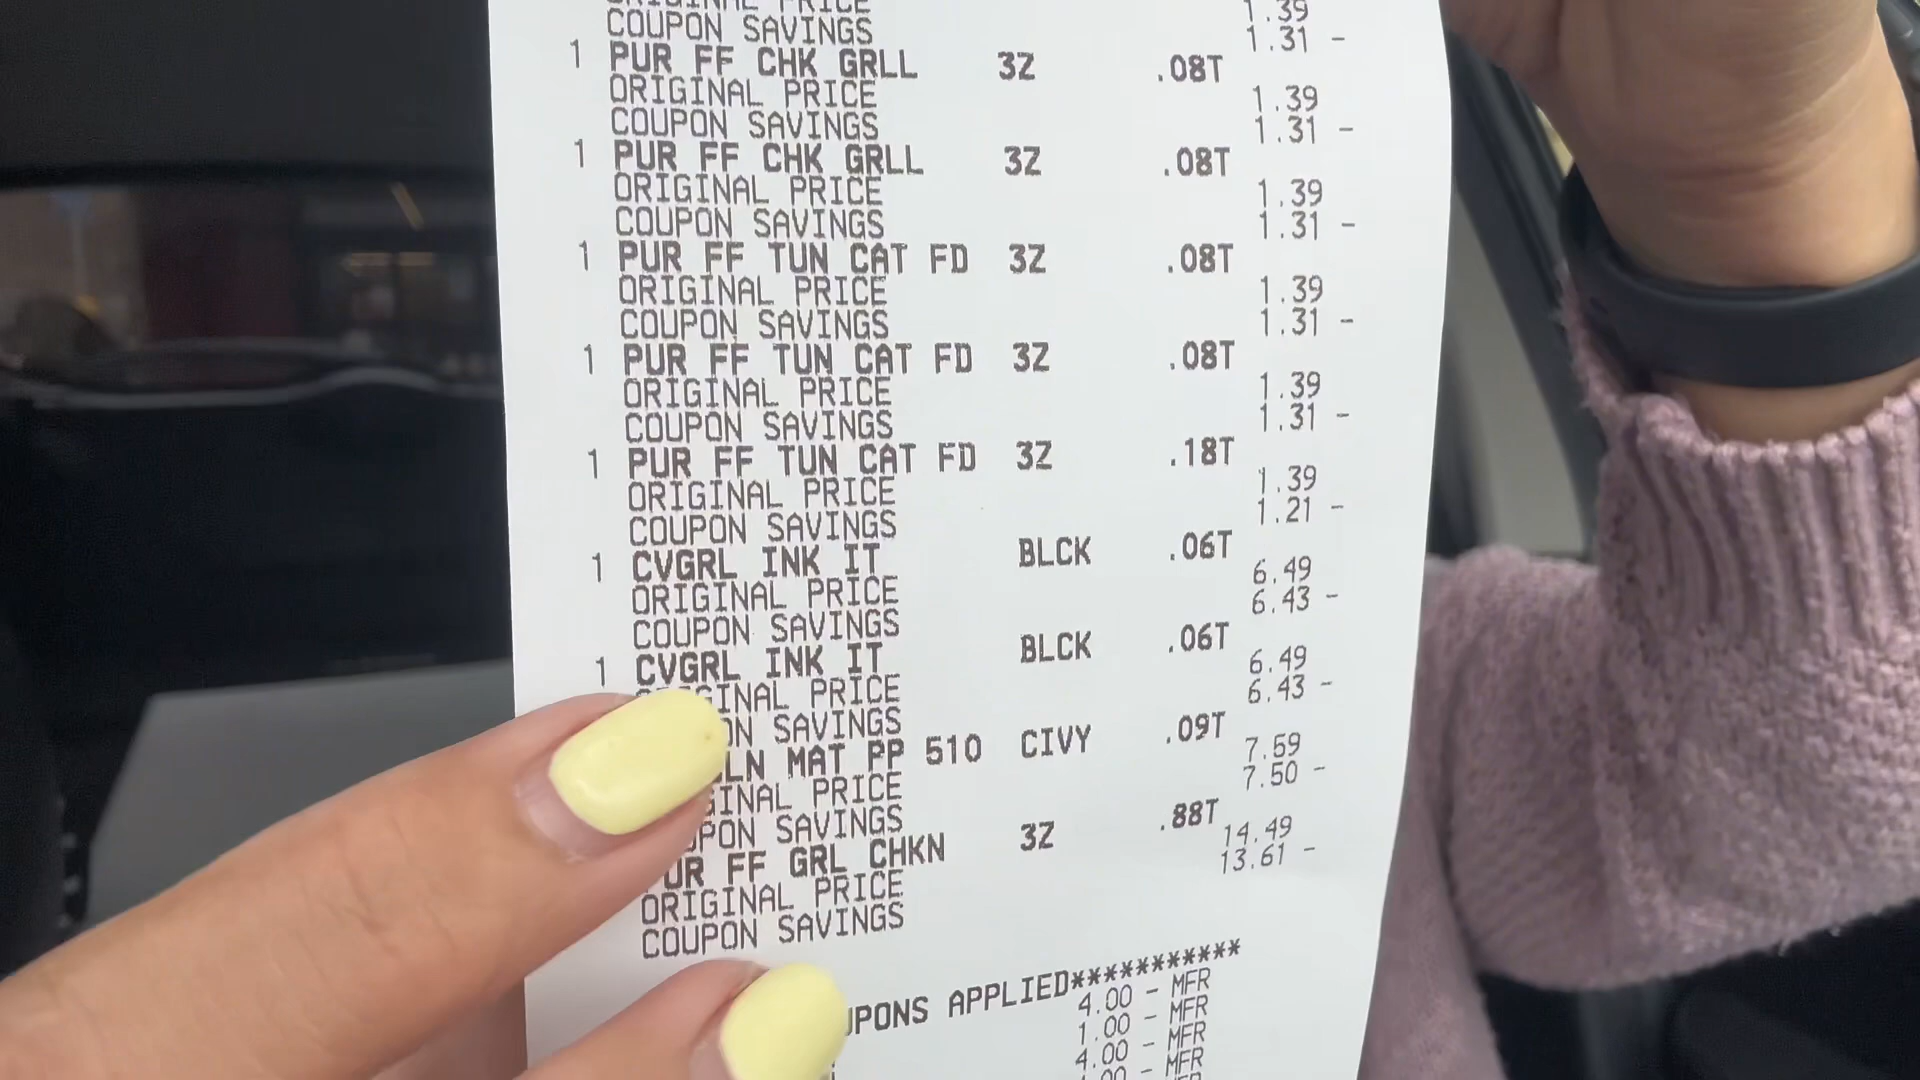 ORIGINAL PRICE 1.39
COUPON SAVINGS 1.31 -
1 PUR FF CHK GRLL 3Z .08T
ORIGINAL PRICE 1.39
COUPON SAVINGS 1.31 -
1 PUR FF CHK GRLL 3Z .08T
ORIGINAL PRICE 1.39
COUPON SAVINGS 1.31 -
1 PUR FF TUN CAT FD 3Z .08T
ORIGINAL PRICE 1.39
COUPON SAVINGS 1.31 -
1 PUR FF TUN CAT FD 3Z .08T
ORIGINAL PRICE 1.39
COUPON SAVINGS 1.31 -
1 PUR FF TUN CAT FD 3Z .18T
ORIGINAL PRICE 1.39
COUPON SAVINGS 1.21 -
1 CVGRL INK IT BLCK .06T
ORIGINAL PRICE 6.49
COUPON SAVINGS 6.43 -
1 CVGRL INK IT BLCK .06T
GINAL PRICE 6.49
ON SAVINGS 6.43 -
LN MAT PP 510 CIVY .09T
GINAL PRICE 7.59
PON SAVINGS 7.50 -
PUR FF GRL CHKN 3Z .88T
ORIGINAL PRICE 14.49
COUPON SAVINGS 13.61 -
UPONS APPLIED***********
4.00 - MFR
1.00 - MFR
4.00 - MFR
MFR